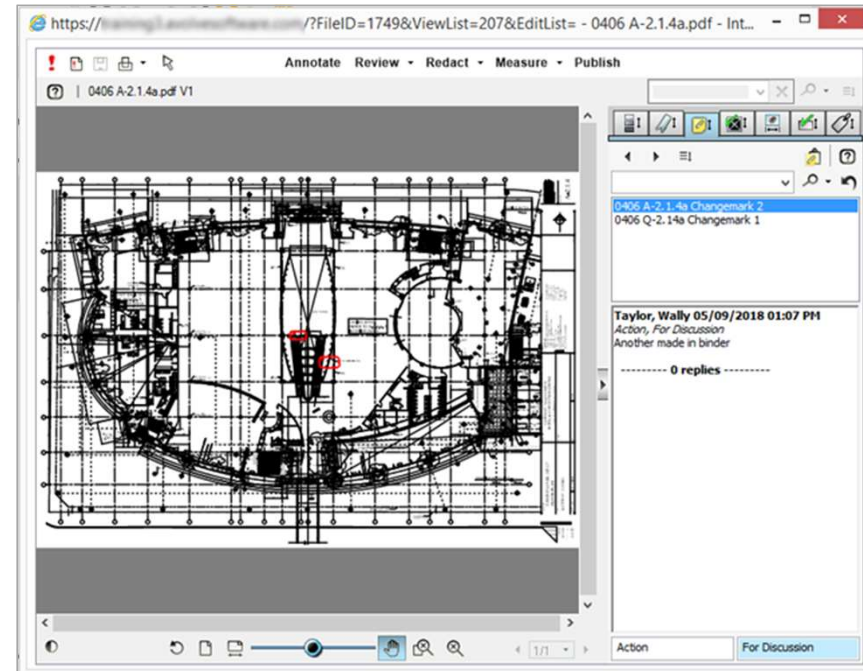 https:// /?FileID=1749&ViewList=207&EditList= - 0406 A-2.1.4a.pdf - Int...
Annotate Review Redact Measure Publish
0406 A-2.1.4a.pdf V1
0406 A-2.1.4a Changemark 2
0406 Q-2.14a Changemark 1
Taylor, Wally 05/09/2018 01:07 PM
Action, For Discussion
Another made in binder
--------- 0 replies ---------
1/1
Action
For Discussion